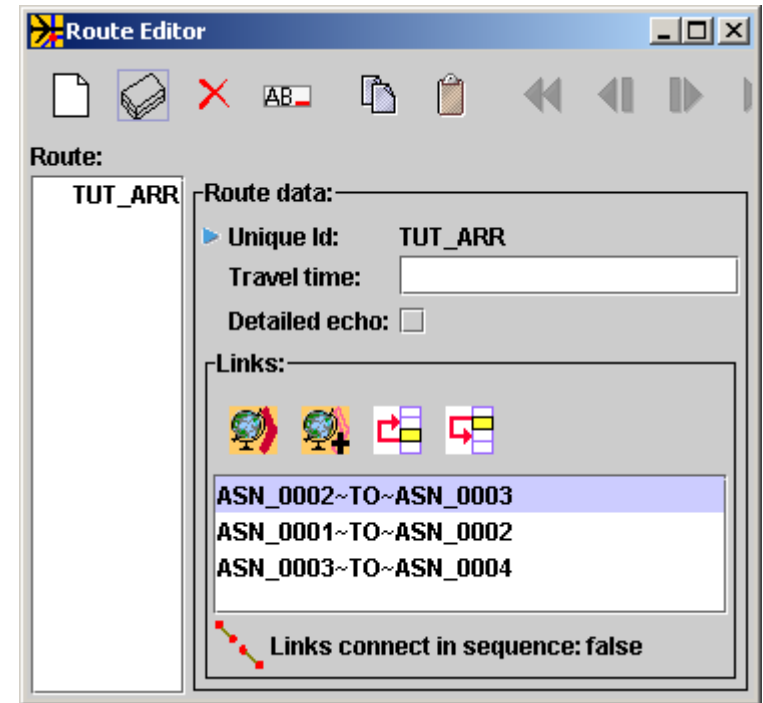 Route Editor
AB
Route:
TUT_ARR
Route data:
Unique Id: TUT_ARR
Travel time:
Detailed echo:
Links:
ASN_0002~TO~ASN_0003
ASN_0001~TO~ASN_0002
ASN_0003~TO~ASN_0004
Links connect in sequence: false